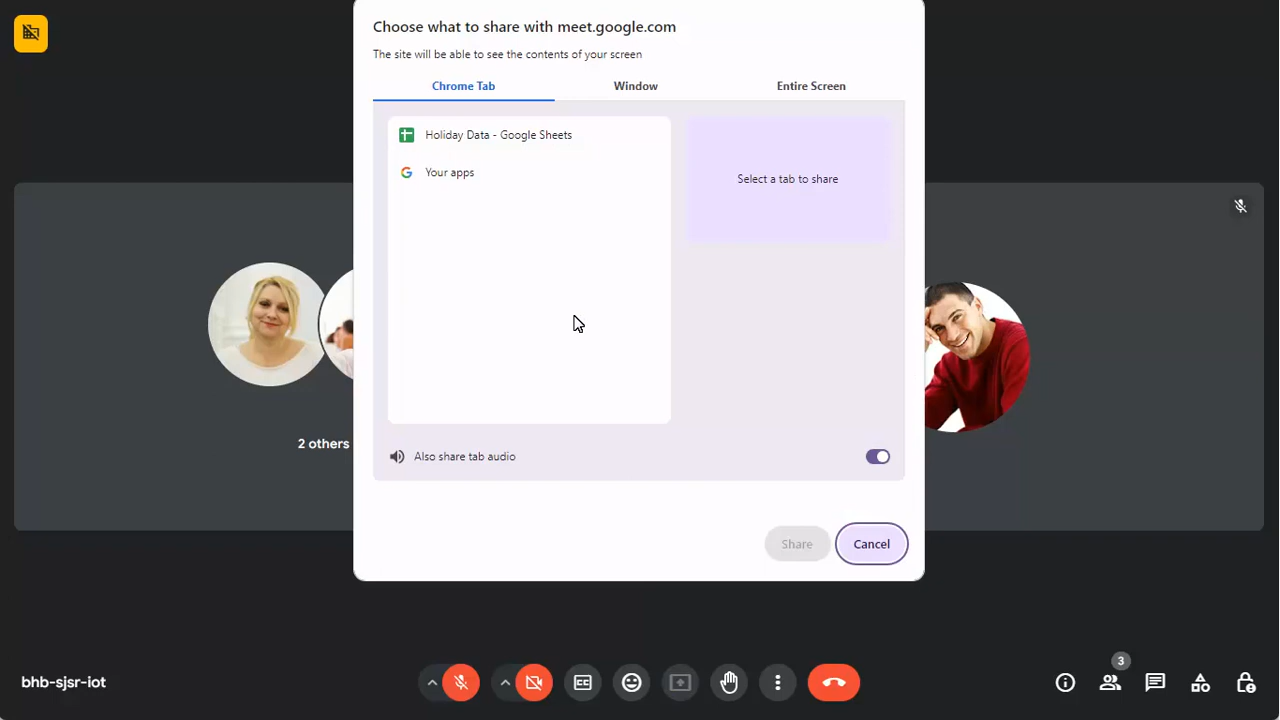 Choose what to share with meet.google.com
The site will be able to see the contents of your screen
Chrome Tab
Window
Entire Screen
Holiday Data - Google Sheets
Your apps
Select a tab to share
2 others
Also share tab audio
Share
Cancel
bhb-sjsr-iot
CC
3